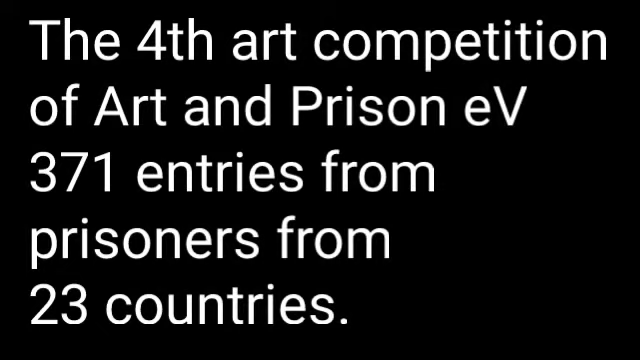 The 4th art competition
of Art and Prison eV
371 entries from
prisoners from
23 countries.